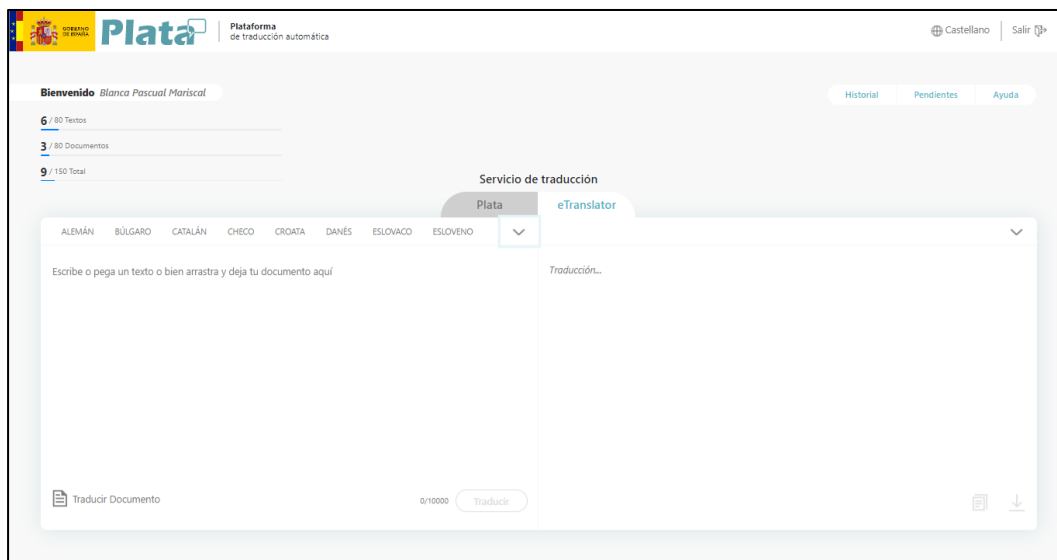 GOBIERNO
DE ESPAÑA
Plata
Plataforma
de traducción automática
Castellano
Salir
Bienvenido Blanca Pascual Mariscal
Historial Pendientes Ayuda
6 / 80 Textos
3 / 80 Documentos
9 / 150 Total
Servicio de traducción
Plata eTranslator
ALEMÁN BÚLGARO CATALÁN CHECO CROATA DANÉS ESLOVACO ESLOVENO
Escribe o pega un texto o bien arrastra y deja tu documento aquí
Traducción...
Traducir Documento
0/10000 Traducir